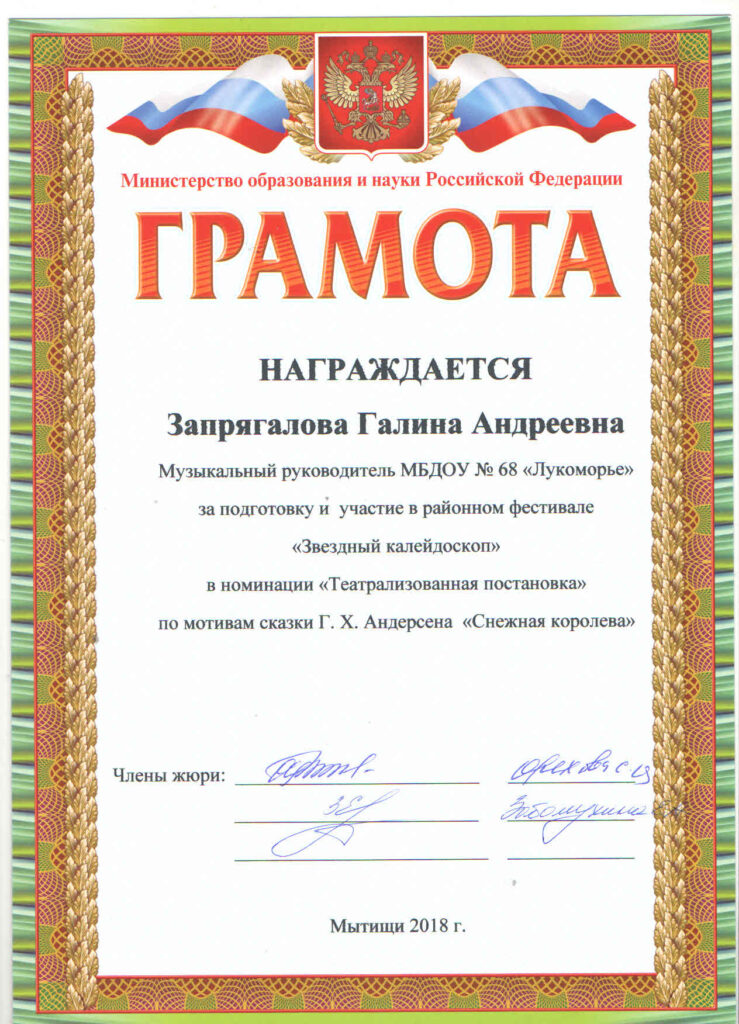 Министерство образования и науки Российской Федерации
ГРАМОТА
НАГРАЖДАЕТСЯ
Запрягалова Галина Андреевна
Музыкальный руководитель МБДОУ № 68 «Лукоморье»
за подготовку и участие в районном фестивале
«Звездный калейдоскоп»
в номинации «Театрализованная постановка»
по мотивам сказки Г. Х. Андерсена «Снежная королева»
Члены жюри:
Мытищи 2018 г.